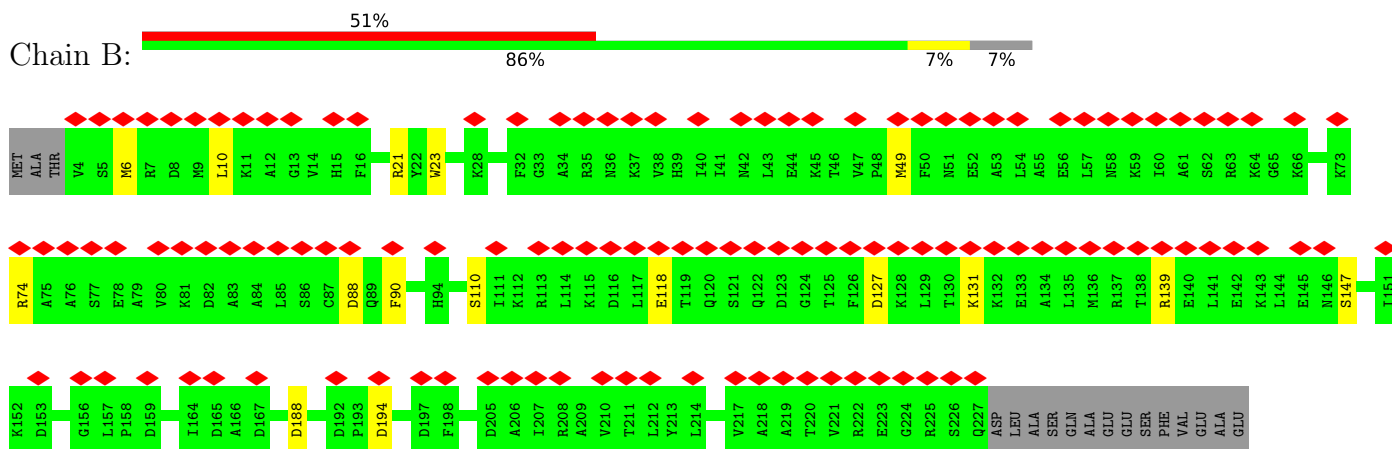 51%
Chain B:
86% 7% 7%
MET ALA THR V4 S5 M6 R7 D8 M9 L10 K11 A12 G13 V14 H15 F16 R21 Y22 W23 K28 F32 G33 A34 R35 N36 K37 V38 H39 I40 I41 N42 L43 E44 K45 T46 V47 P48 M49 F50 N51 E52 A53 L54 A55 E56 L57 N58 K59 I60 A61 S62 R63 K64 G65 K66 K73
R74 A75 A76 S77 E78 A79 V80 K81 D82 A83 A84 L85 S86 C87 D88 Q89 F90 H94 S110 I111 K112 R113 L114 K115 D116 L117 E118 T119 Q120 S121 Q122 D123 G124 T125 F126 D127 K128 L129 T130 K131 K132 E133 A134 L135 M136 R137 T138 R139 E140 L141 E142 K143 L144 E145 N146 S147 I151
K152 D153 G156 L157 P158 D159 I164 D165 A166 D167 D188 D192 P193 D194 D197 F198 D205 A206 I207 R208 A209 V210 T211 L212 Y213 L214 V217 A218 A219 T220 V221 R222 E223 G224 R225 S226 Q227 ASP LEU ALA SER GLN ALA GLU GLU SER PHE VAL GLU ALA GLU